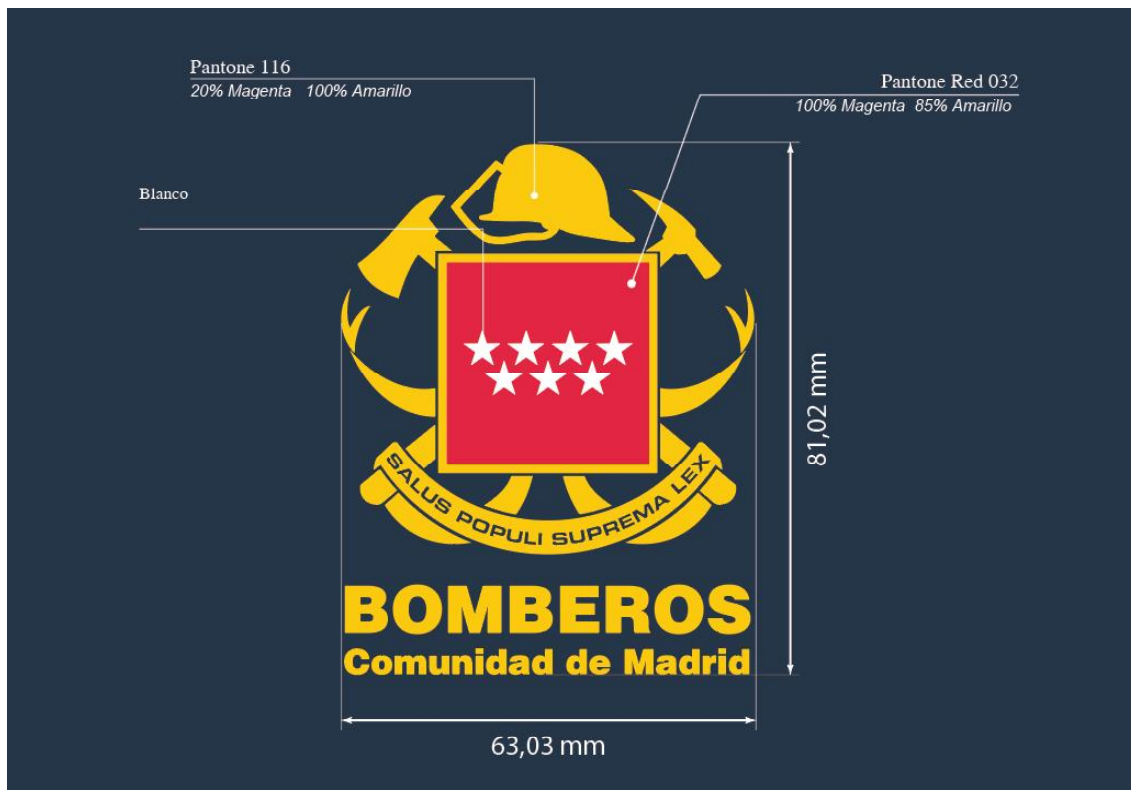 Pantone 116
20% Magenta 100% Amarillo
Pantone Red 032
100% Magenta 85% Amarillo
Blanco
81,02 mm
SALUS POPULI SUPREMA LEX
BOMBEROS
Comunidad de Madrid
63,03 mm